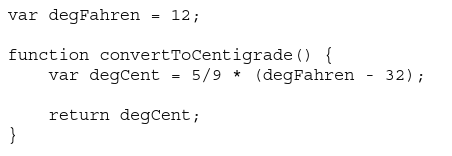 var degFahren = 12;
function convertToCentigrade() {
    var degCent = 5/9 * (degFahren - 32);
    return degCent;
}